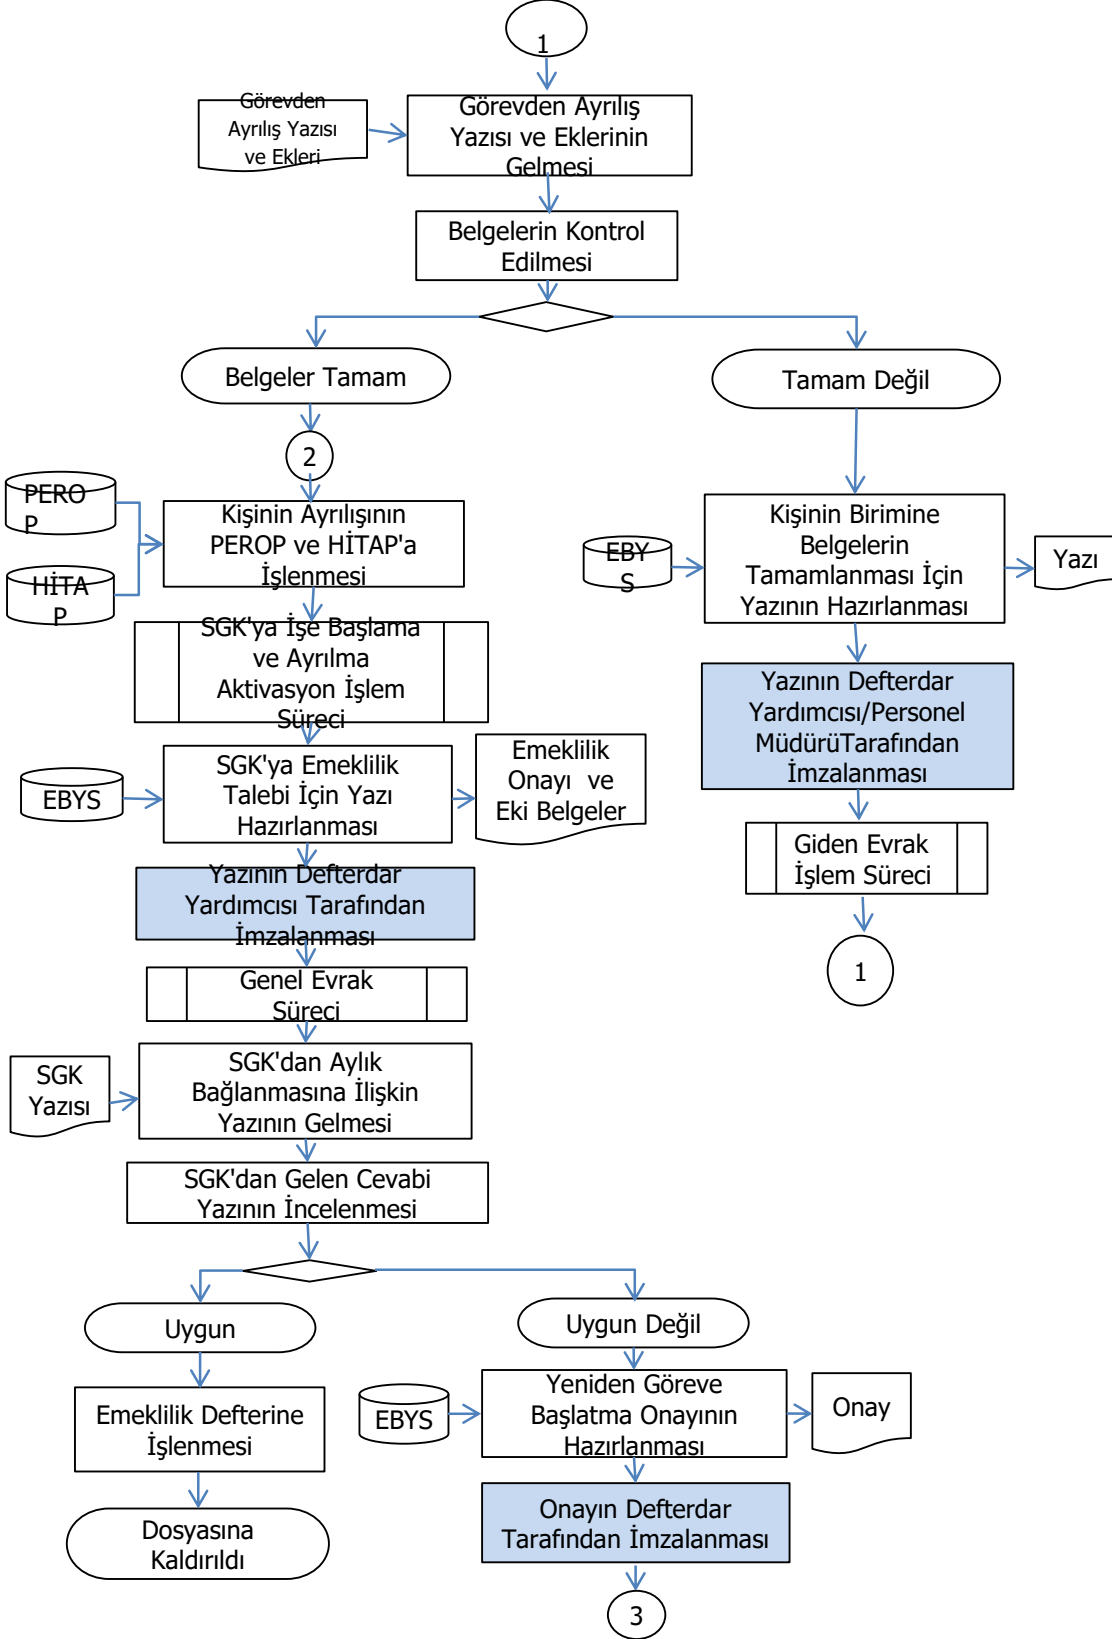 1
Görevden
Ayrılış Yazısı
ve Ekleri
Görevden Ayrılış
Yazısı ve Eklerinin
Gelmesi
Belgelerin Kontrol
Edilmesi
Belgeler Tamam
Tamam Değil
2
PERO
P
HİTA
P
Kişinin Ayrılışının
PEROP ve HİTAP'a
İşlenmesi
EBY
S
Kişinin Birimine
Belgelerin
Tamamlanması İçin
Yazının Hazırlanması
Yazı
SGK'ya İşe Başlama
ve Ayrılma
Aktivasyon İşlem
Süreci
Yazının Defterdar
Yardımcısı/Personel
MüdürüTarafından
İmzalanması
EBYS
SGK'ya Emeklilik
Talebi İçin Yazı
Hazırlanması
Emeklilik
Onayı ve
Eki Belgeler
Giden Evrak
İşlem Süreci
Yazının Defterdar
Yardımcısı Tarafından
İmzalanması
1
Genel Evrak
Süreci
SGK
Yazısı
SGK'dan Aylık
Bağlanmasına İlişkin
Yazının Gelmesi
SGK'dan Gelen Cevabi
Yazının İncelenmesi
Uygun
Uygun Değil
Emeklilik Defterine
İşlenmesi
EBYS
Yeniden Göreve
Başlatma Onayının
Hazırlanması
Onay
Dosyasına
Kaldırıldı
Onayın Defterdar
Tarafından İmzalanması
3